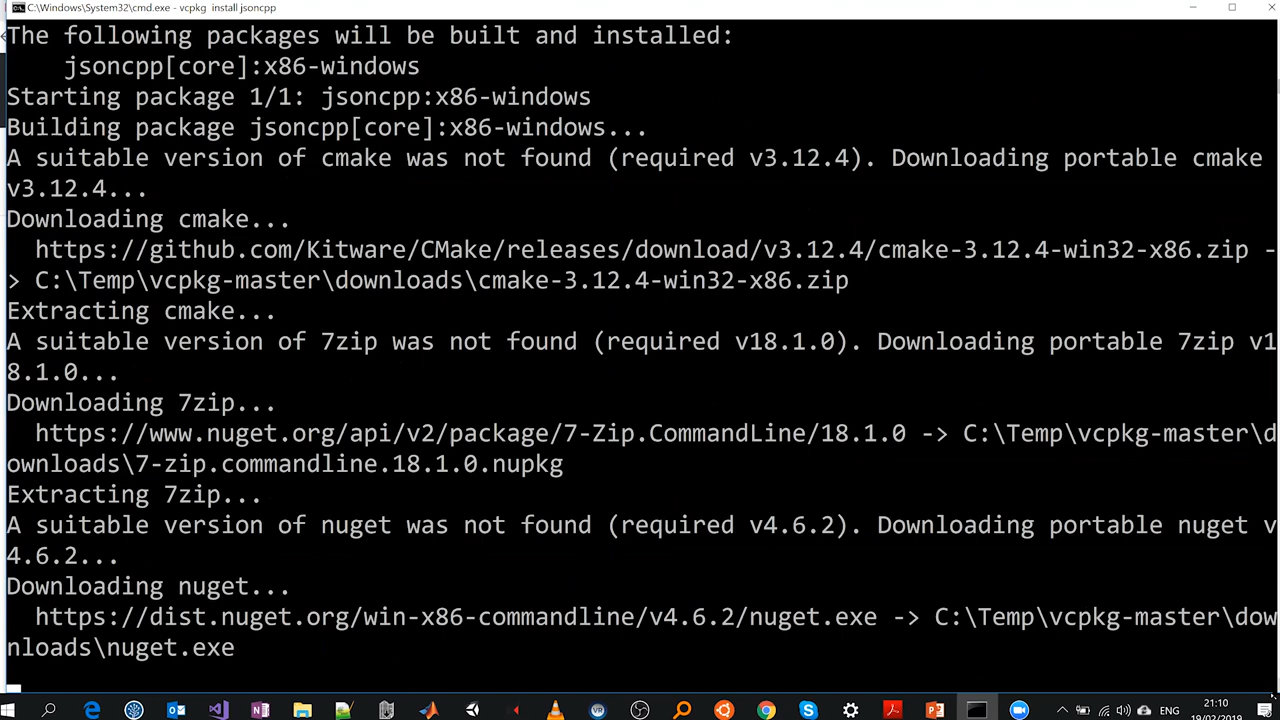 C:\Windows\System32\cmd.exe - vcpkg  install jsoncpp
The following packages will be built and installed:
    jsoncpp[core]:x86-windows
Starting package 1/1: jsoncpp:x86-windows
Building package jsoncpp[core]:x86-windows...
A suitable version of cmake was not found (required v3.12.4). Downloading portable cmake
v3.12.4...
Downloading cmake...
  https://github.com/Kitware/CMake/releases/download/v3.12.4/cmake-3.12.4-win32-x86.zip -
> C:\Temp\vcpkg-master\downloads\cmake-3.12.4-win32-x86.zip
Extracting cmake...
A suitable version of 7zip was not found (required v18.1.0). Downloading portable 7zip v1
8.1.0...
Downloading 7zip...
  https://www.nuget.org/api/v2/package/7-Zip.CommandLine/18.1.0 -> C:\Temp\vcpkg-master\d
ownloads\7-zip.commandline.18.1.0.nupkg
Extracting 7zip...
A suitable version of nuget was not found (required v4.6.2). Downloading portable nuget v
4.6.2...
Downloading nuget...
  https://dist.nuget.org/win-x86-commandline/v4.6.2/nuget.exe -> C:\Temp\vcpkg-master\dow
nloads\nuget.exe
VR
ENG
21:10
19/02/2019